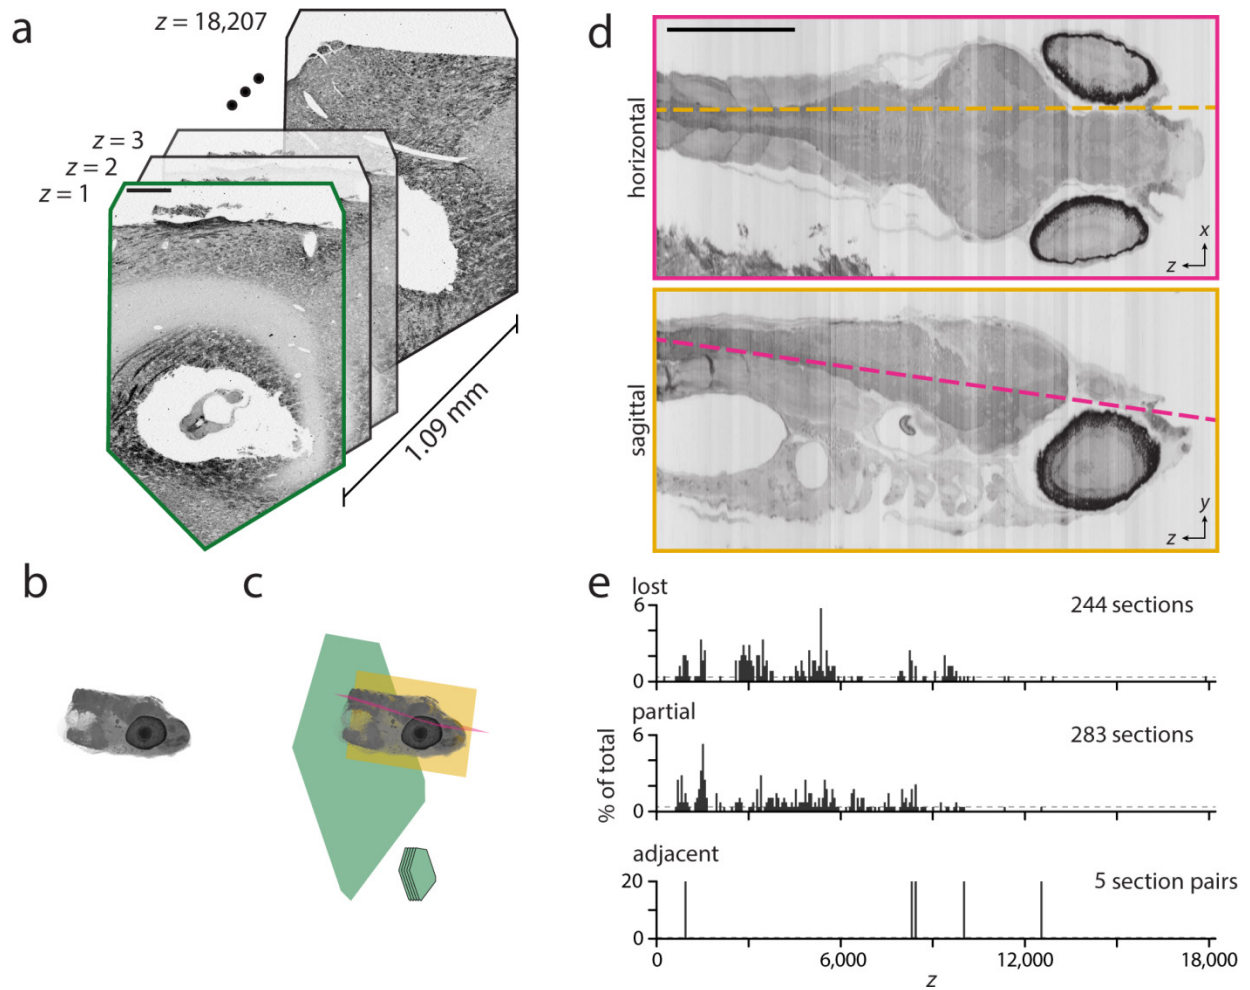 a
z = 18,207
z = 3
z = 2
z = 1
1.09 mm
b
c
d
horizontal
x
z
sagittal
y
z
e
lost
244 sections
6
0
partial
283 sections
6
0
% of total
adjacent
5 section pairs
20
0
0
6,000
12,000
18,000
z